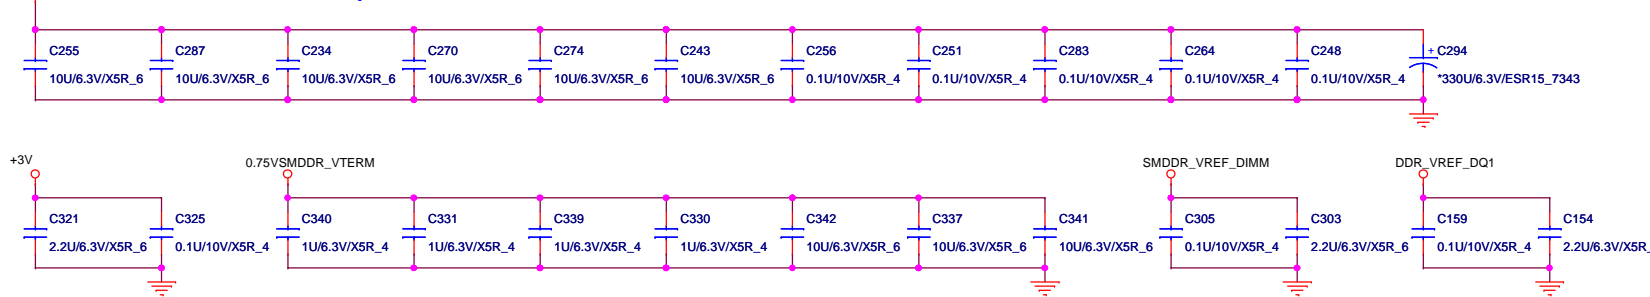 C255 C287 C234 C270 C274 C243 C256 C251 C283 C264 C248 + C294
10U/6.3V/X5R_6 10U/6.3V/X5R_6 10U/6.3V/X5R_6 10U/6.3V/X5R_6 10U/6.3V/X5R_6 10U/6.3V/X5R_6 0.1U/10V/X5R_4 0.1U/10V/X5R_4 0.1U/10V/X5R_4 0.1U/10V/X5R_4 0.1U/10V/X5R_4 *330U/6.3V/ESR15_7343
+3V 0.75VSMDDR_VTERM SMDDR_VREF_DIMM DDR_VREF_DQ1
C321 C325 C340 C331 C339 C330 C342 C337 C341 C305 C303 C159 C154
2.2U/6.3V/X5R_6 0.1U/10V/X5R_4 1U/6.3V/X5R_4 1U/6.3V/X5R_4 1U/6.3V/X5R_4 1U/6.3V/X5R_4 10U/6.3V/X5R_6 10U/6.3V/X5R_6 10U/6.3V/X5R_6 0.1U/10V/X5R_4 2.2U/6.3V/X5R_6 0.1U/10V/X5R_4 2.2U/6.3V/X5R_